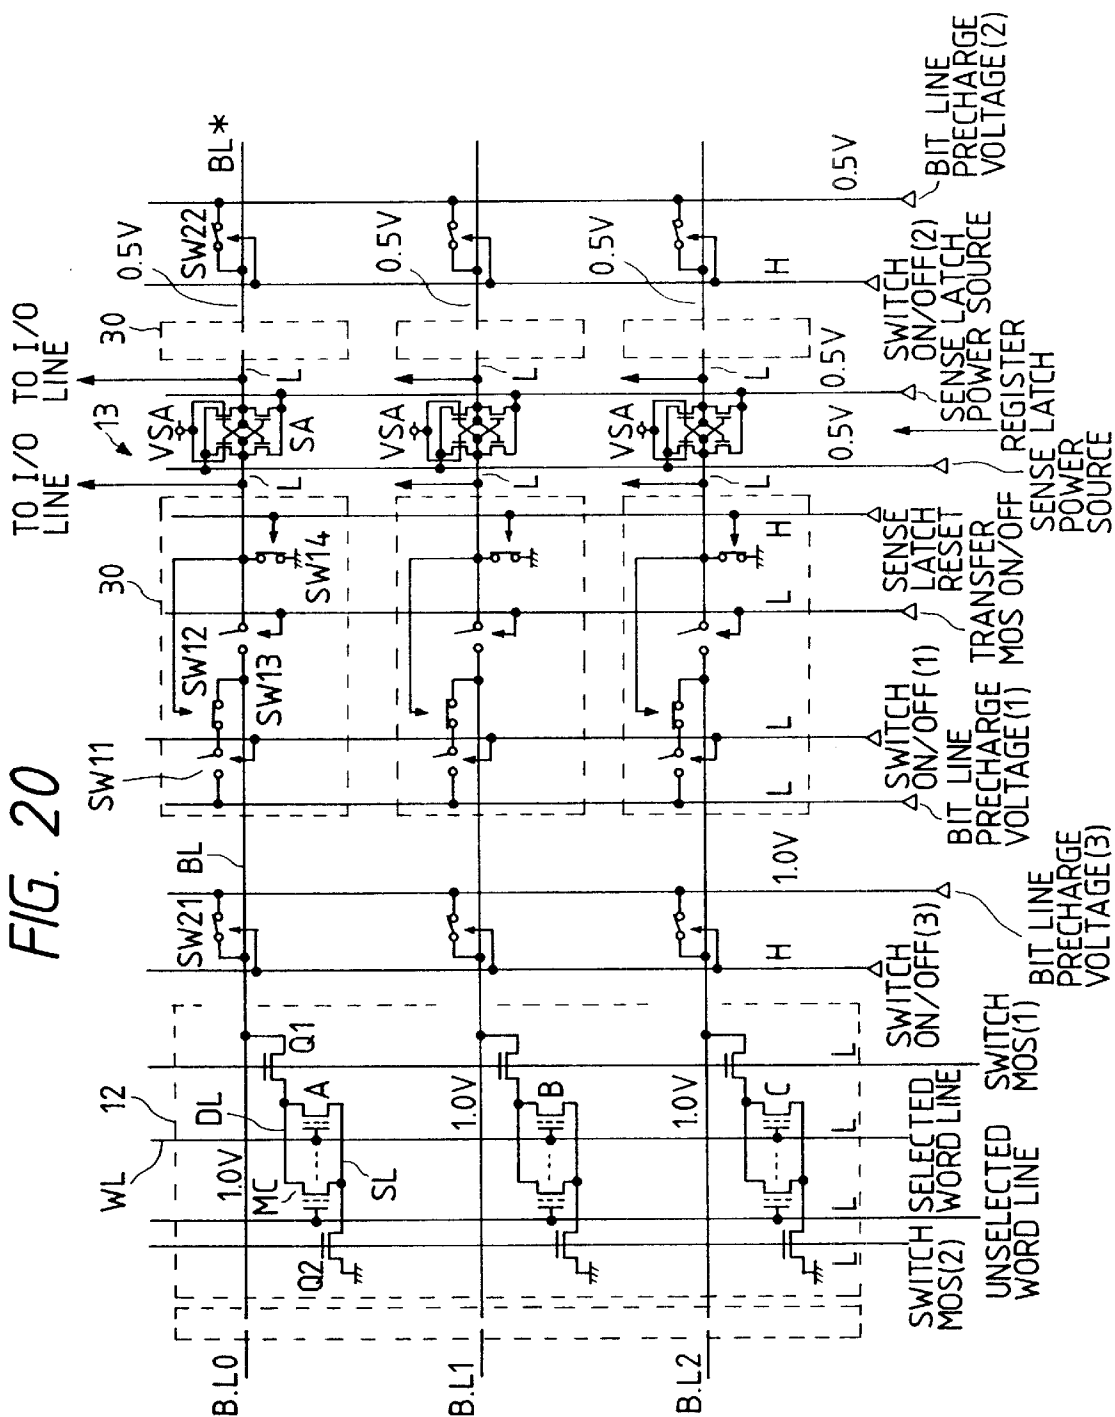 FIG. 20
TO I/O
LINE
TO I/O
LINE
13
12
WL
DL
1.0V
MC
A
Q1
Q2
SL
SW21
BL
SW11
SW12
SW13
30
SW14
VSA
SA
L
L
30
0.5V
SW22
BL*
B.L0
1.0V
B
VSA
L
L
0.5V
B.L1
1.0V
C
VSA
L
L
0.5V
B.L2
L
L
L
L
H
1.0V
L
L
L
H
0.5V
0.5V
H
0.5V
SWITCH
MOS(2)
UNSELECTED
WORD LINE
SELECTED
WORD LINE
SWITCH
MOS(1)
SWITCH
ON/OFF(3)
BIT LINE
PRECHARGE
VOLTAGE(3)
BIT LINE
PRECHARGE
VOLTAGE(1)
SWITCH
ON/OFF(1)
TRANSFER
MOS ON/OFF
SENSE
LATCH
RESET
SENSE LATCH
POWER
SOURCE
REGISTER
SENSE LATCH
POWER SOURCE
SWITCH
ON/OFF(2)
BIT LINE
PRECHARGE
VOLTAGE(2)